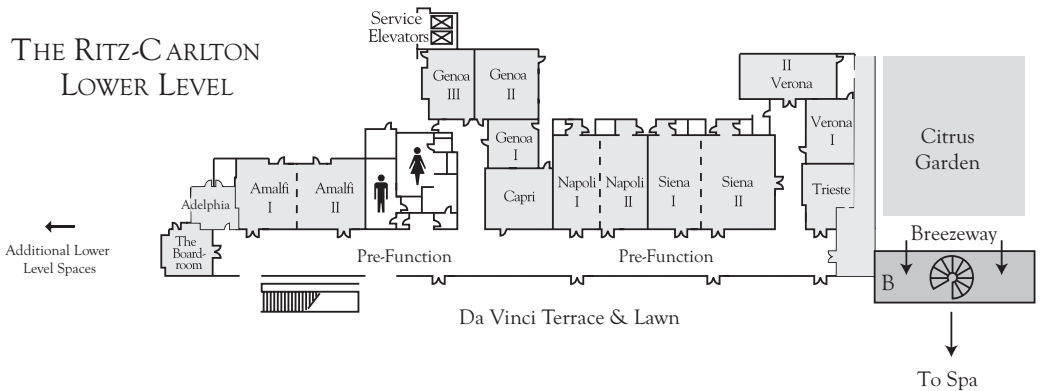 THE RITZ-CARLTON
LOWER LEVEL
Service
Elevators
Genoa
III
Genoa
II
Genoa
I
Capri
Napoli
I
Napoli
II
Siena
I
Siena
II
II
Verona
Verona
I
Trieste
Citrus
Garden
Amalfi
I
Amalfi
II
Adelphia
The
Board-
room
Additional Lower
Level Spaces
Pre-Function
Pre-Function
Breezeway
B
Da Vinci Terrace & Lawn
To Spa